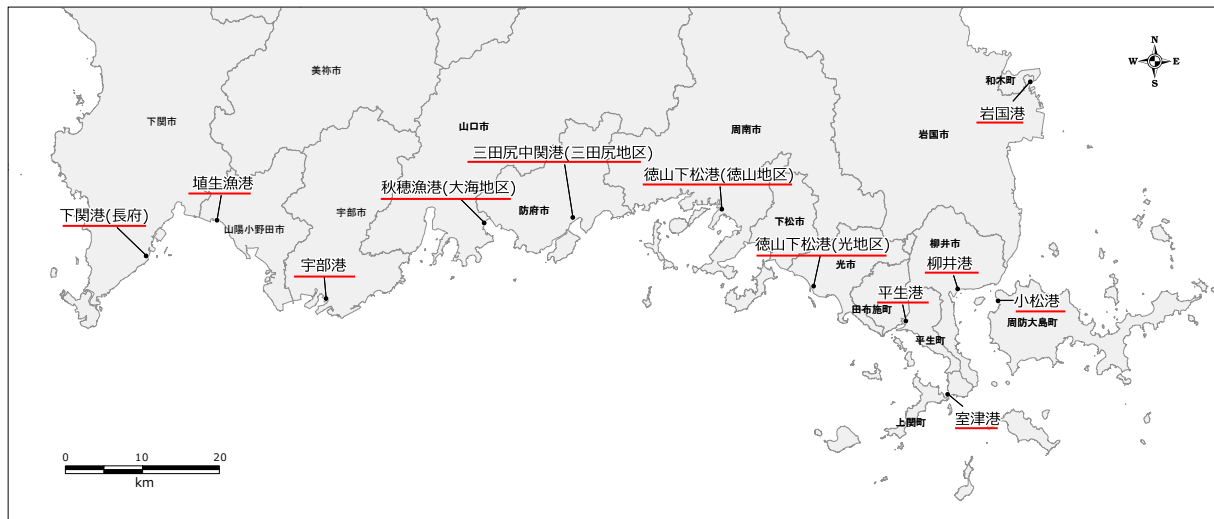 N
W E
S
美祢市
和木町
岩国港
下関市
山口市
周南市
岩国市
三田尻中関港(三田尻地区)
徳山下松港(徳山地区)
埴生漁港
秋穂漁港(大海地区)
下関港(長府)
宇部市
防府市
下松市
山陽小野田市
徳山下松港(光地区)
柳井市
宇部港
光市
柳井港
平生港
小松港
田布施町
周防大島町
平生町
室津港
上関町
0 10 20
km